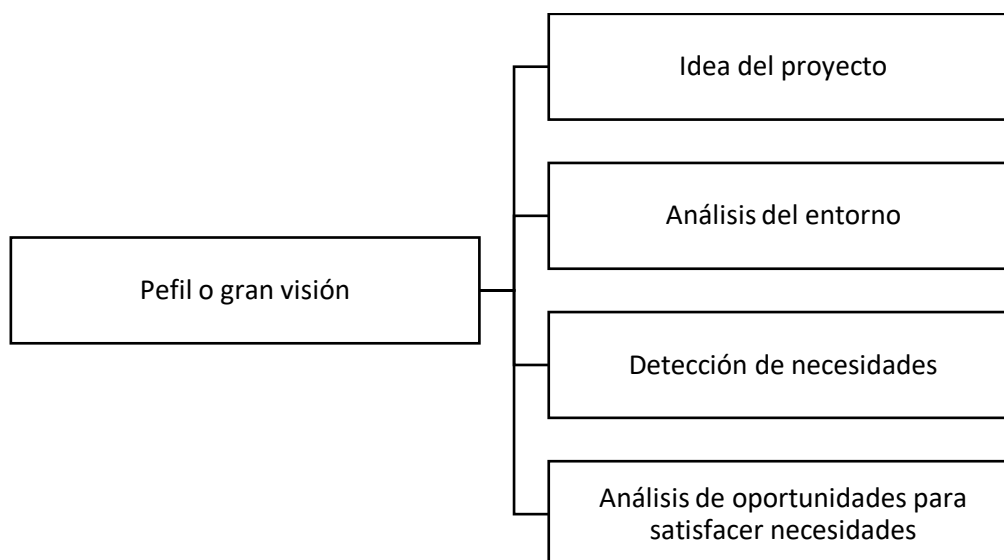 Idea del proyecto
Análisis del entorno
Pefil o gran visión
Detección de necesidades
Análisis de oportunidades para
satisfacer necesidades